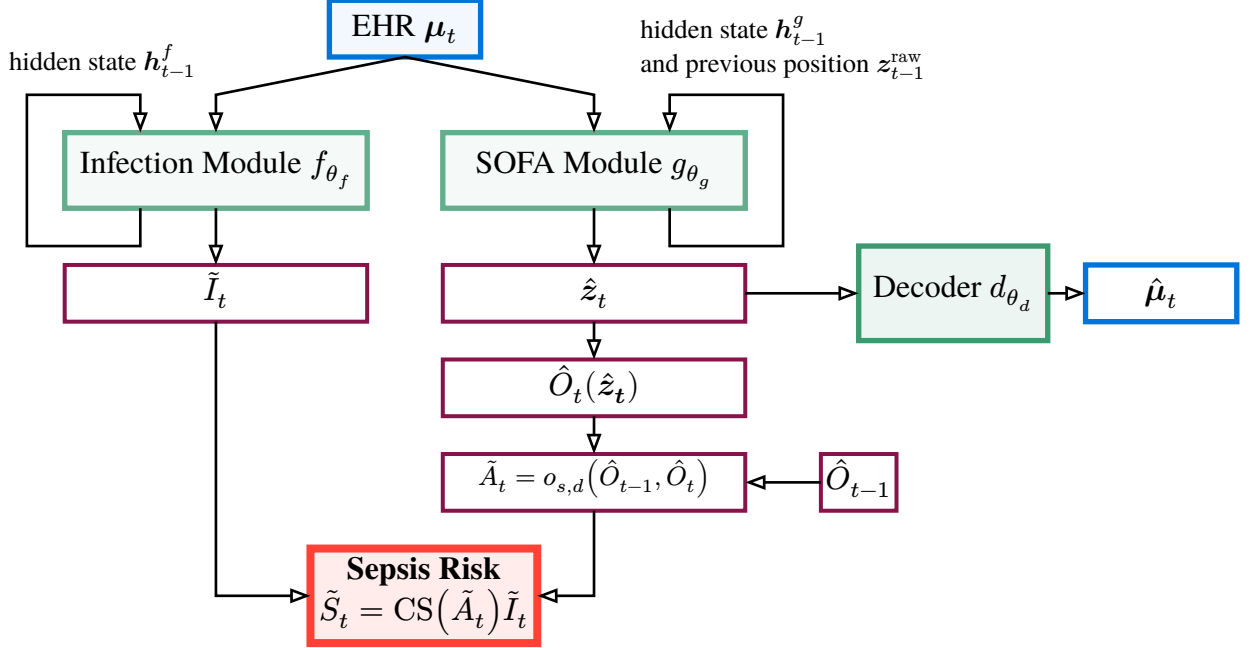 EHR μ_t
hidden state h^f_{t−1}
hidden state h^g_{t−1}
and previous position z^{raw}_{t−1}
Infection Module f_{θ_f}
SOFA Module g_{θ_g}
Ĩ_t
ẑ_t
Decoder d_{θ_d}
μ̂_t
Ô_t(ẑ_t)
Ã_t = o_{s,d}(Ô_{t−1}, Ô_t)
Ô_{t−1}
Sepsis Risk
S̃_t = CS(Ã_t)Ĩ_t